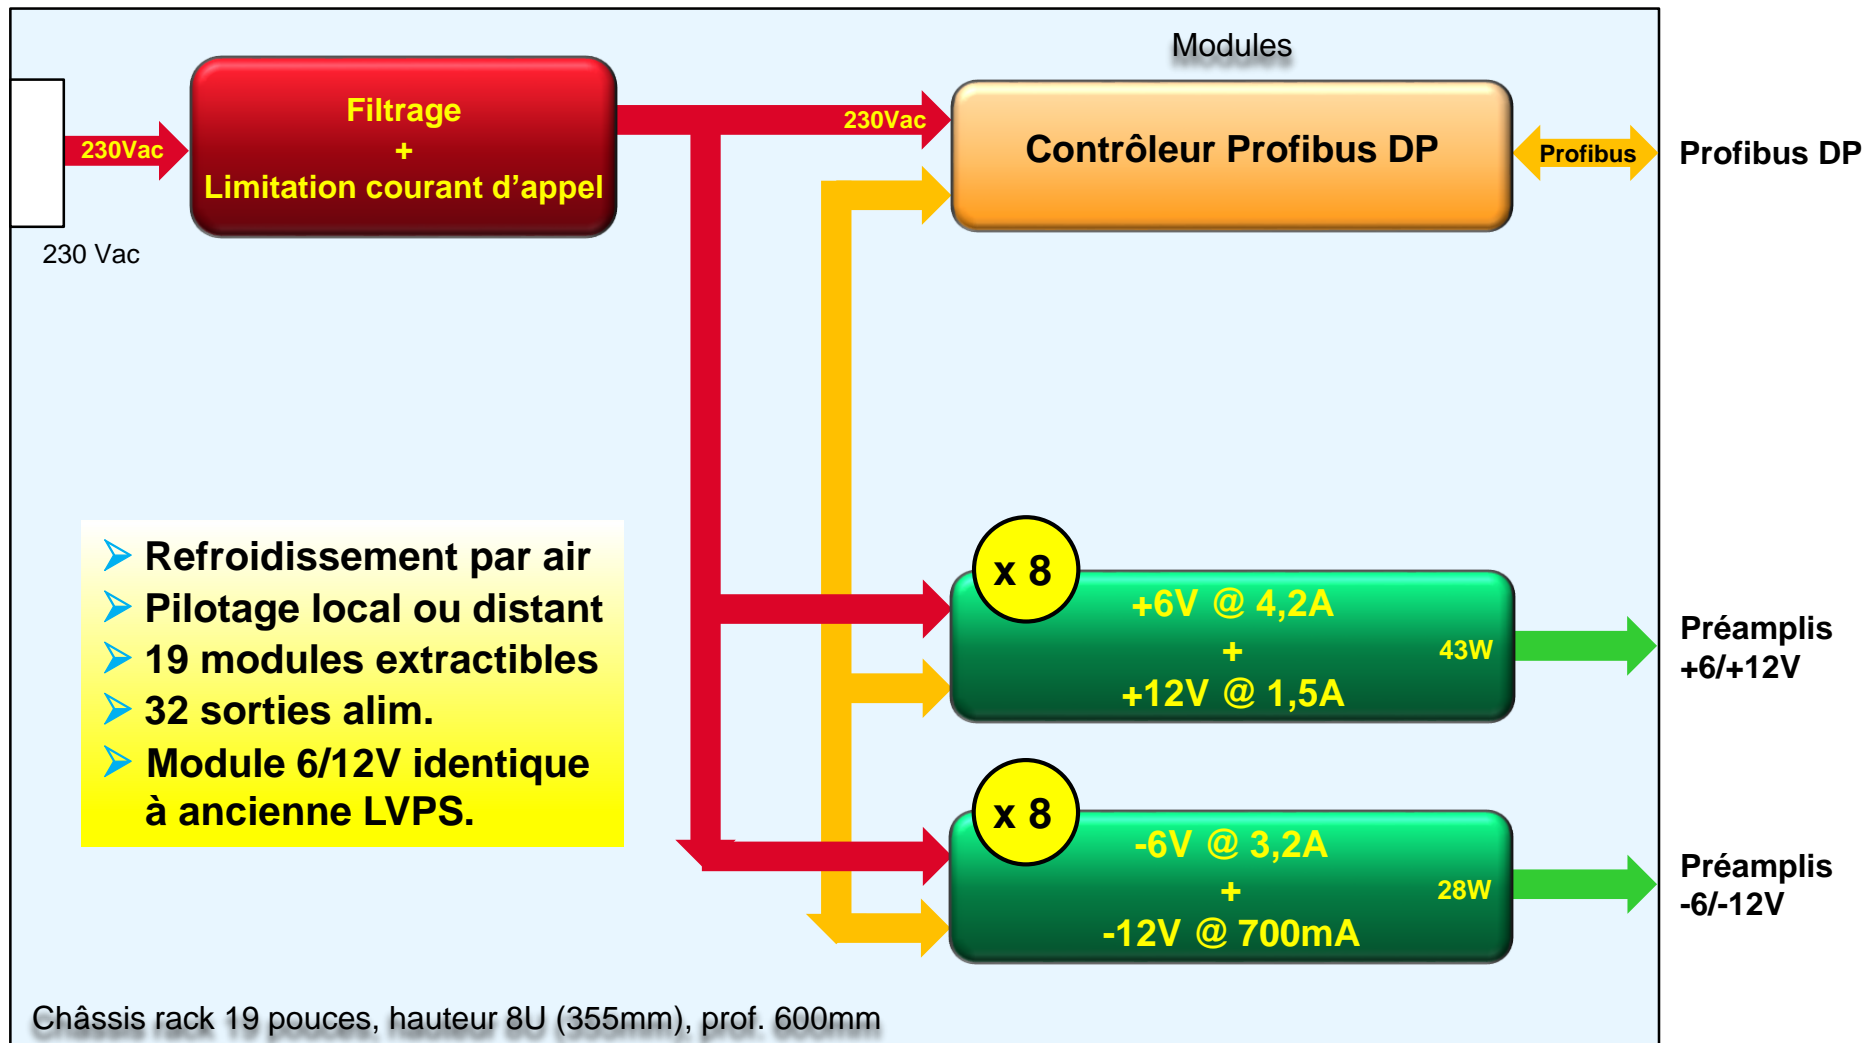 Modules
230Vac
230 Vac
Filtrage
+
Limitation courant d'appel
230Vac
Contrôleur Profibus DP
Profibus
Profibus DP
➢ Refroidissement par air
➢ Pilotage local ou distant
➢ 19 modules extractibles
➢ 32 sorties alim.
➢ Module 6/12V identique
à ancienne LVPS.
x 8
+6V @ 4,2A
+
+12V @ 1,5A
43W
Préamplis
+6/+12V
x 8
-6V @ 3,2A
+
-12V @ 700mA
28W
Préamplis
-6/-12V
Châssis rack 19 pouces, hauteur 8U (355mm), prof. 600mm